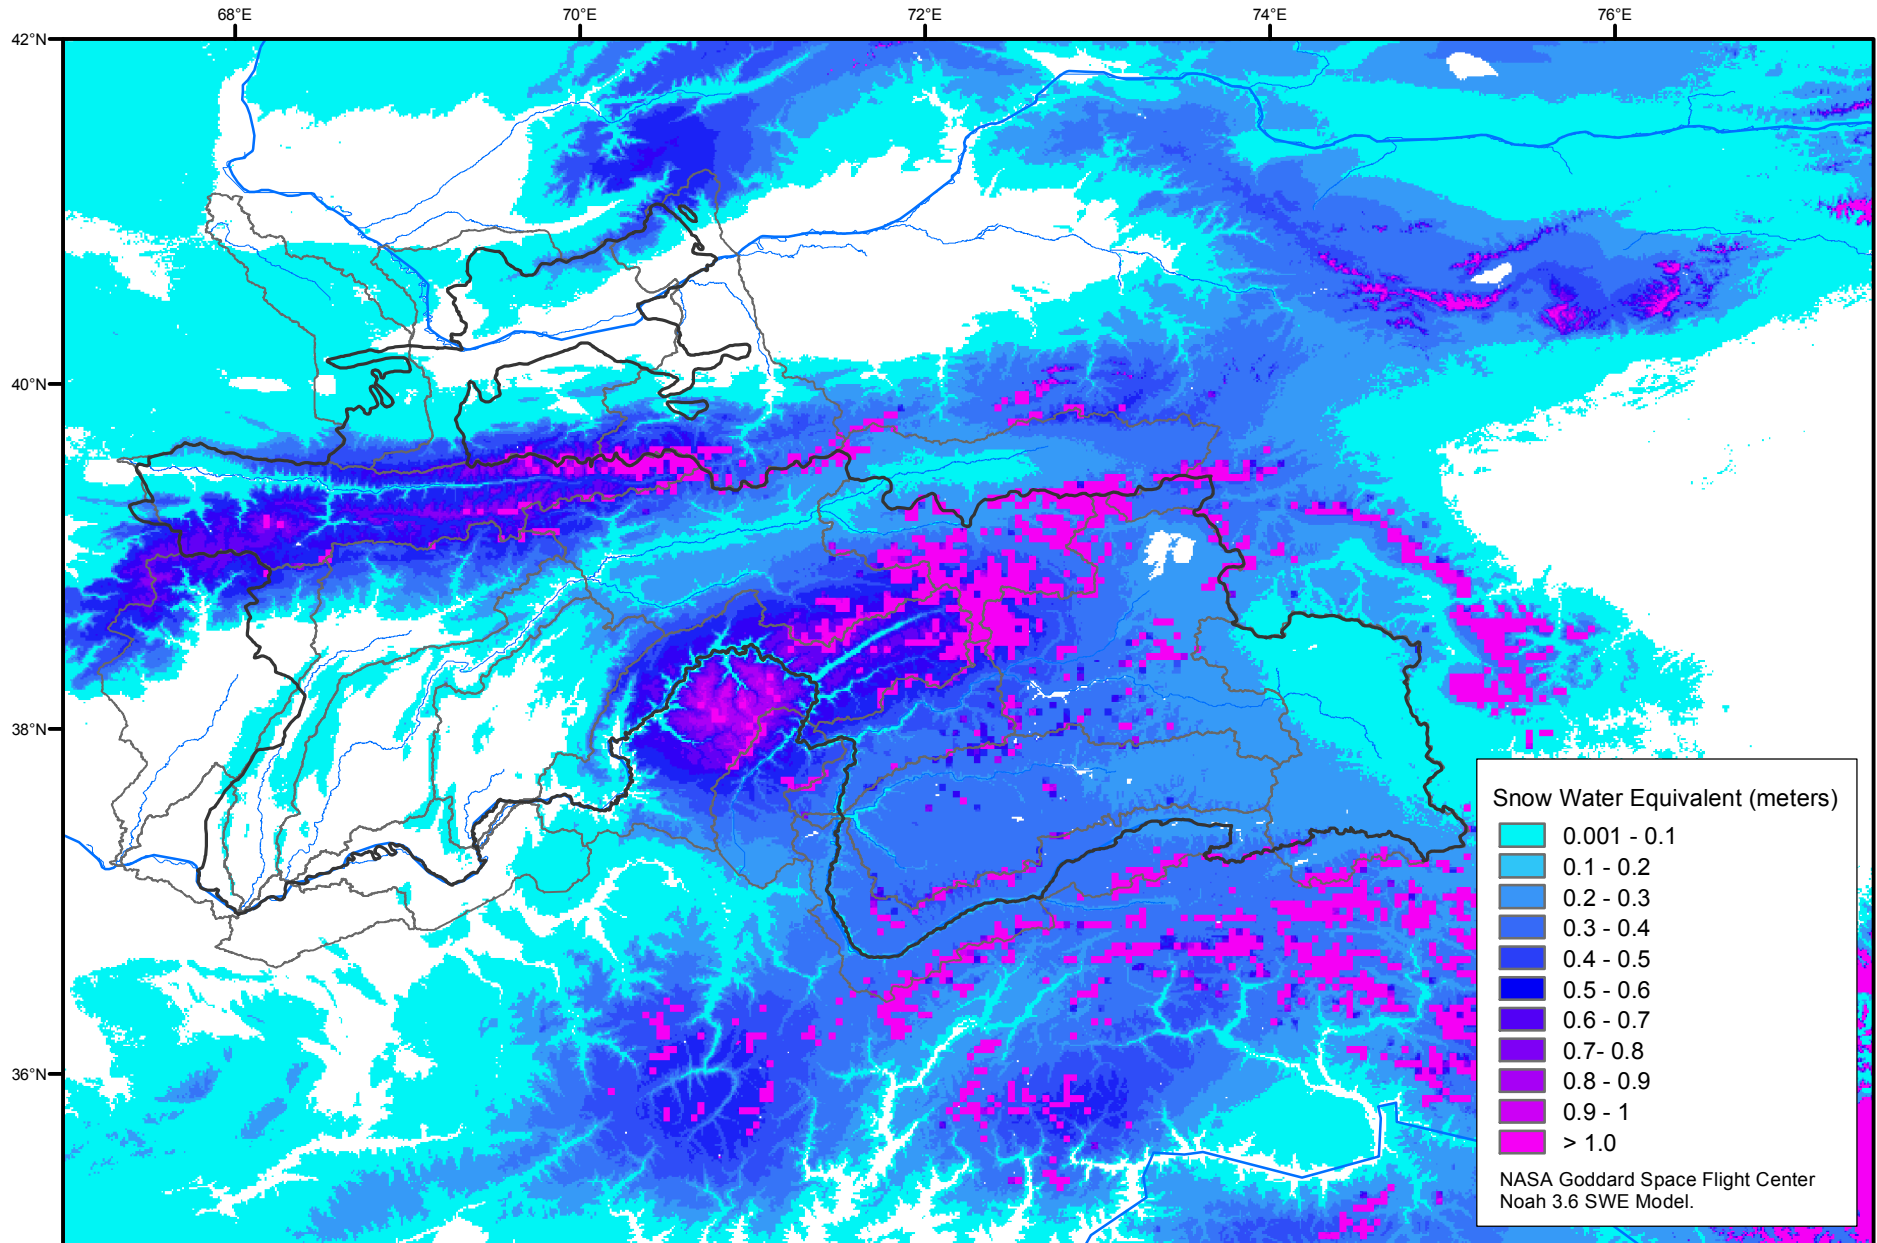 68°E 70°E 72°E 74°E 76°E
42°N
40°N
38°N
36°N
Snow Water Equivalent (meters)
0.001 - 0.1
0.1 - 0.2
0.2 - 0.3
0.3 - 0.4
0.4 - 0.5
0.5 - 0.6
0.6 - 0.7
0.7- 0.8
0.8 - 0.9
0.9 - 1
> 1.0
NASA Goddard Space Flight Center
Noah 3.6 SWE Model.